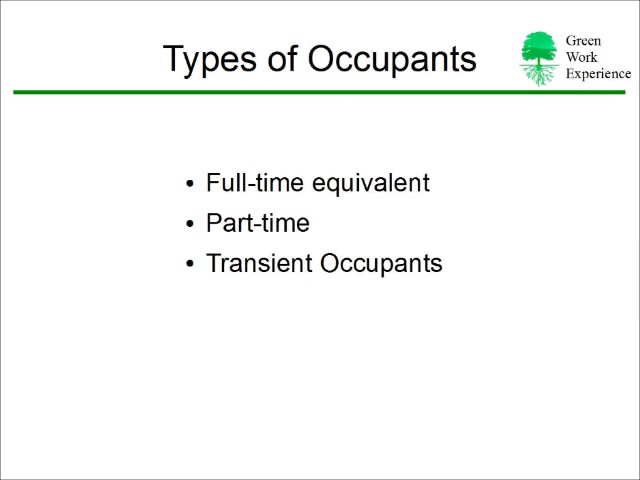 Types of Occupants
Green
Work
Experience
• Full-time equivalent
• Part-time
• Transient Occupants